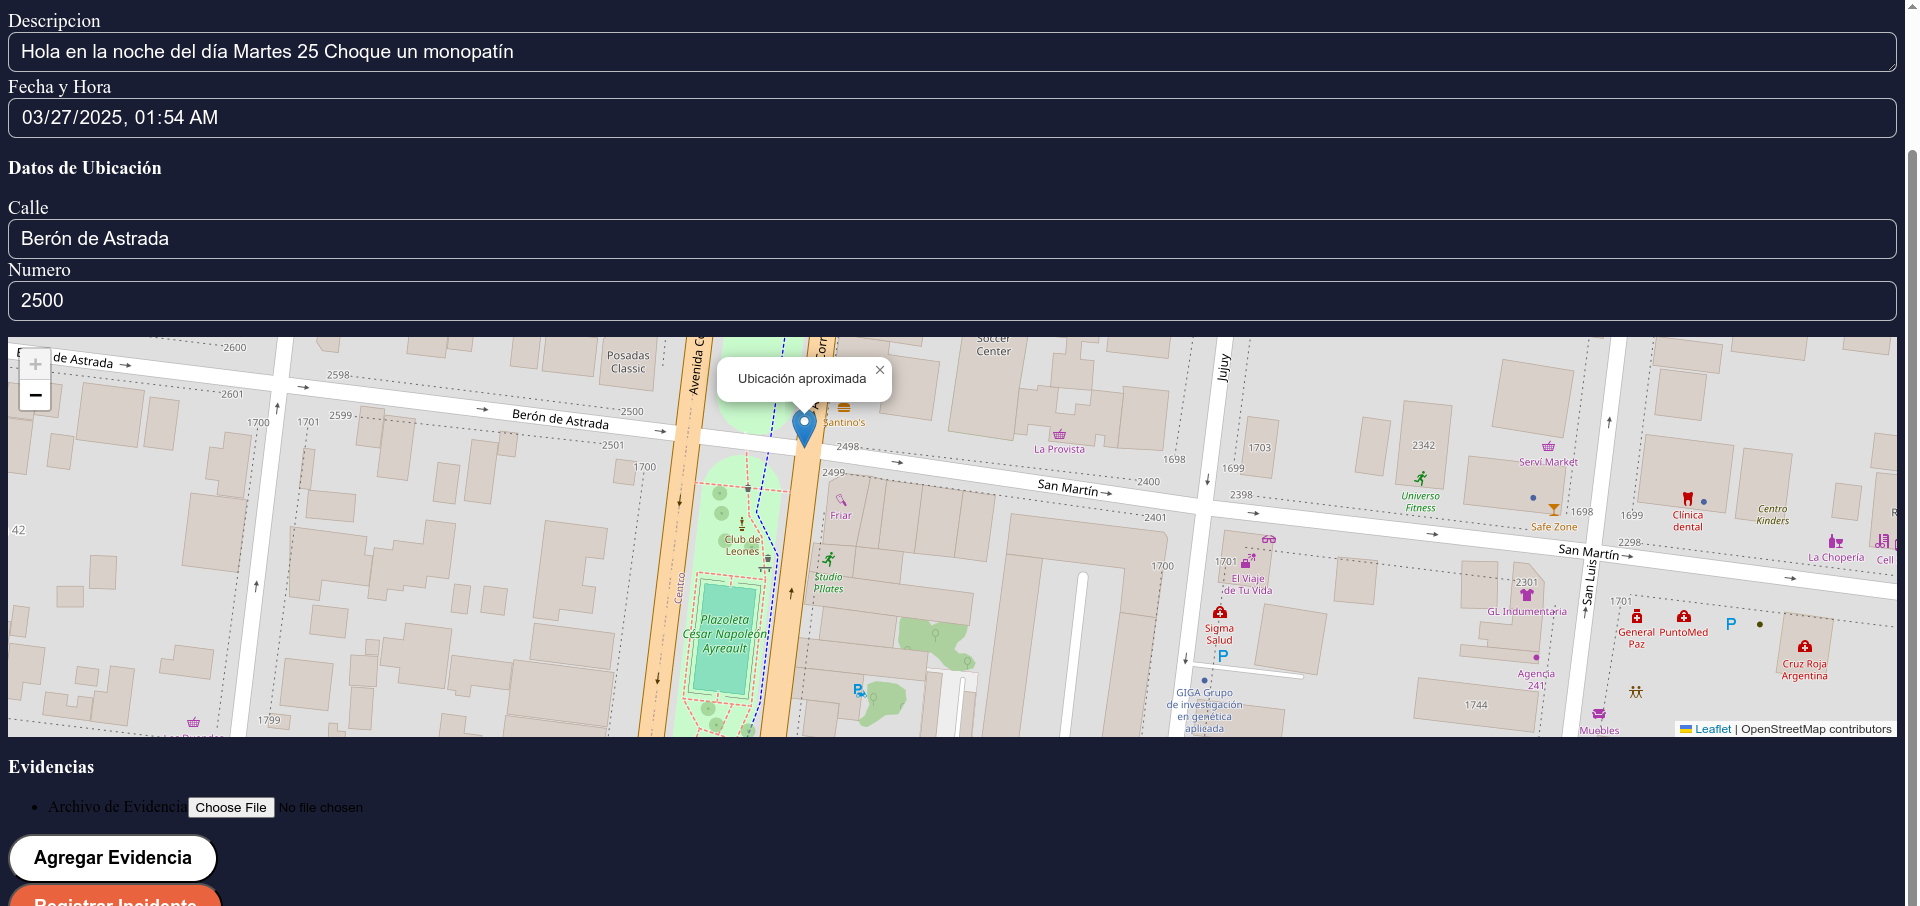 Descripcion
Hola en la noche del día Martes 25 Choque un monopatín
Fecha y Hora
03/27/2025, 01:54 AM
Datos de Ubicación
Calle
Berón de Astrada
Numero
2500
+
−
de Astrada
2600
2598
2601
2599
1700
1701
Berón de Astrada
2500
2501
1700
Posadas
Classic
Avenida
Ubicación aproximada
×
Santino's
Soccer
Center
2498
2499
La Provista
Friar
San Martín
2400
2401
1698
Jujuy
1703
1699
2398
2342
Universo
Fitness
Servi Market
Safe Zone
1698
1699
Clínica
dental
Centro
Kinders
San Martín
2298
La Chopería
Cell
42
Club de
Leones
Centro
Studio
Pilates
Plazoleta
César Napoleón
Ayreault
1700
1701
El Viaje
de Tu Vida
Sigma
Salud
P
2301
GL Indumentaria
San Luis
1701
General
Paz
PuntoMed
P
Cruz Roja
Argentina
Agencia
241
1744
Muebles
GIGA Grupo
de investigación
en genética
aplicada
P
1799
Leaflet | OpenStreetMap contributors
Evidencias
Archivo de Evidencia Choose File No file chosen
Agregar Evidencia
Registrar Incidente